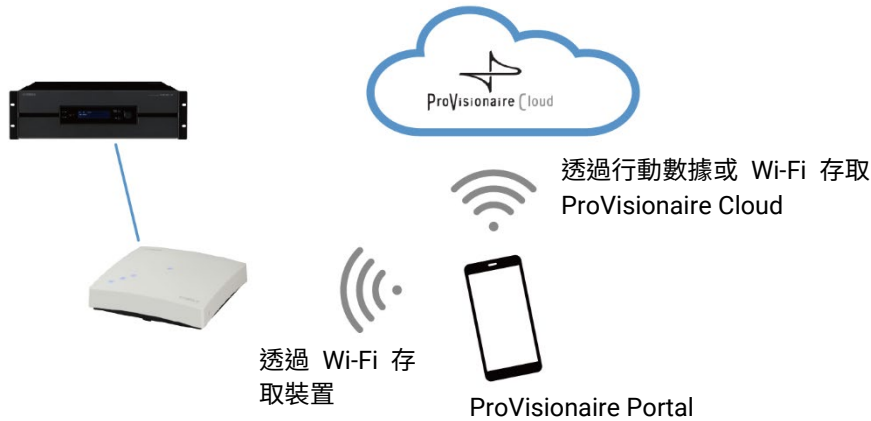 ProVisionaire Cloud
透過行動數據或 Wi-Fi 存取
ProVisionaire Cloud
透過 Wi-Fi 存
取裝置
ProVisionaire Portal